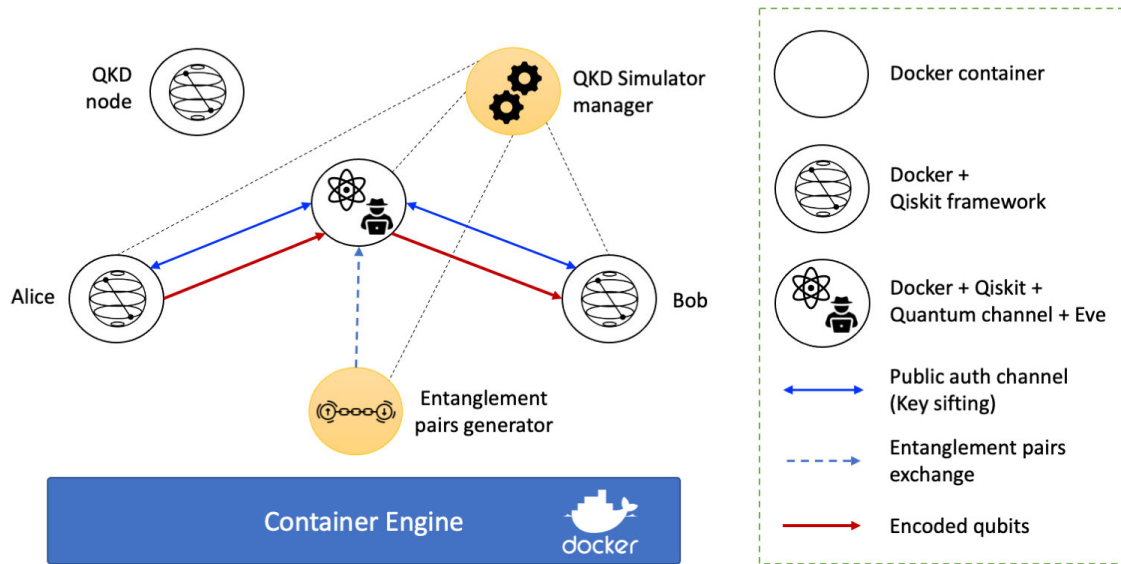 QKD
node
QKD Simulator
manager
Alice
Bob
Entanglement
pairs generator
Container Engine
docker
Docker container
Docker +
Qiskit framework
Docker + Qiskit +
Quantum channel + Eve
Public auth channel
(Key sifting)
Entanglement pairs
exchange
Encoded qubits